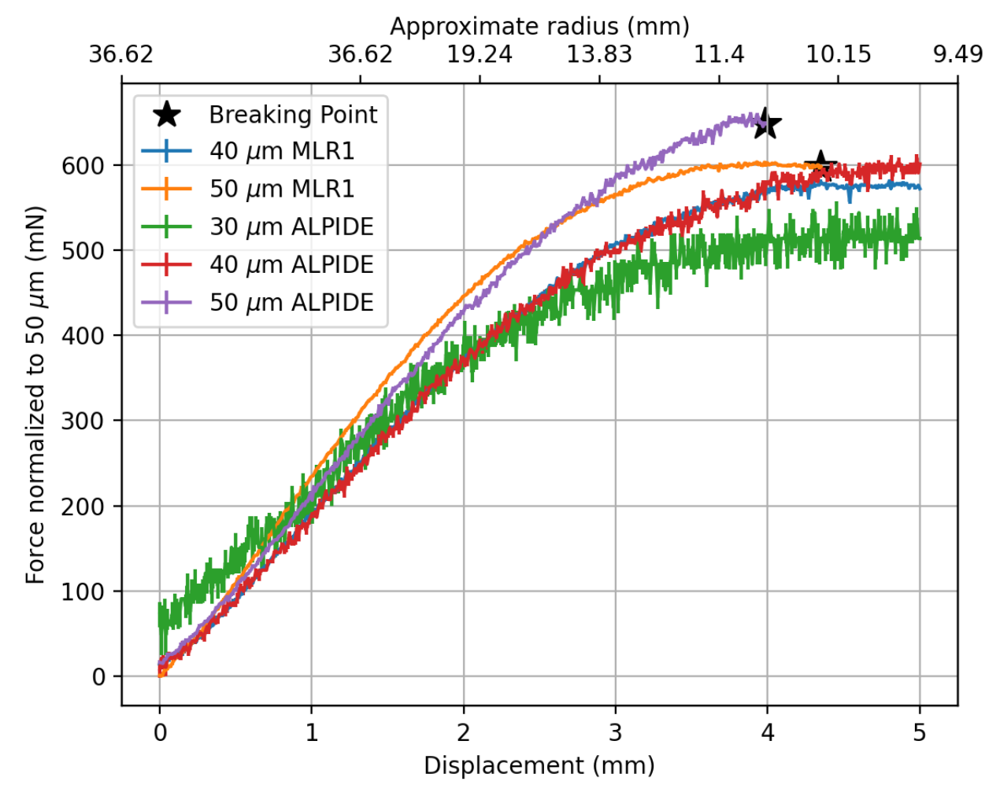 Approximate radius (mm)
36.62 36.62 19.24 13.83 11.4 10.15 9.49
Breaking Point
40 μm MLR1
50 μm MLR1
30 μm ALPIDE
40 μm ALPIDE
50 μm ALPIDE
Force normalized to 50 μm (mN)
600
500
400
300
200
100
0
0 1 2 3 4 5
Displacement (mm)